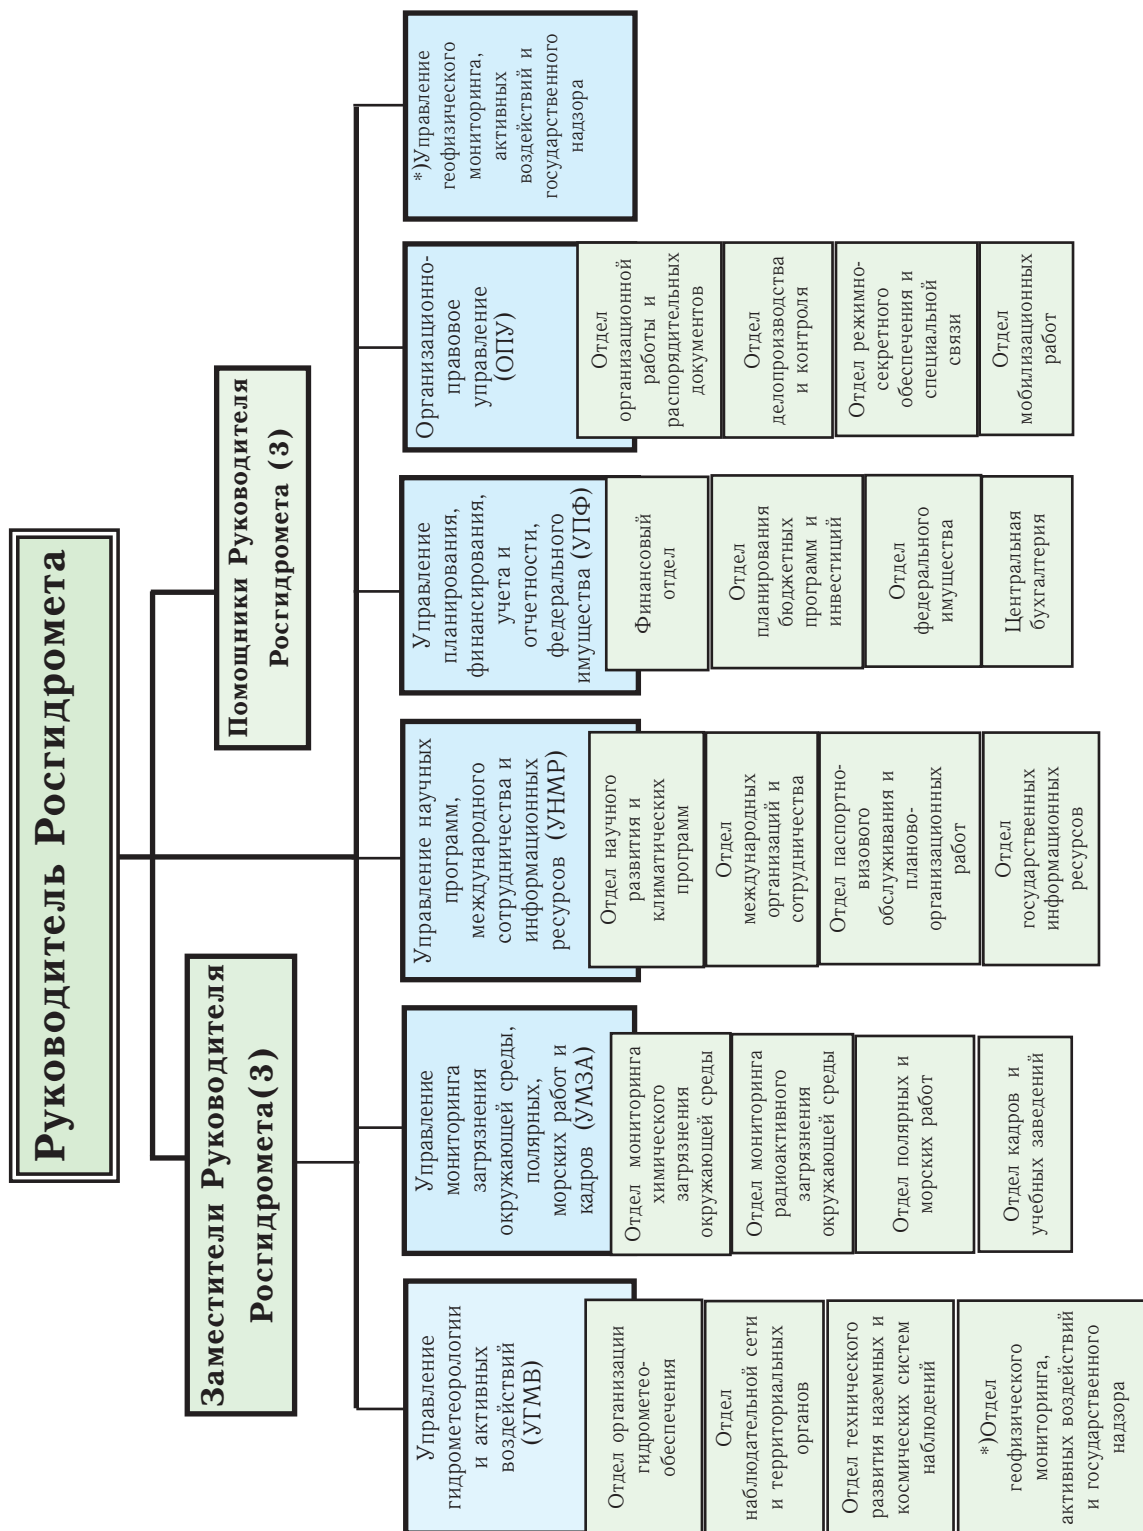 Руководитель Росгидромета
Заместители Руководителя
Росгидромета(3)
Помощники Руководителя
Росгидромета (3)
Управление
гидрометеорологии
и активных
воздействий
(УГМВ)
Отдел организации
гидрометео-
обеспечения
Отдел
наблюдательной сети
и территориальных
органов
Отдел технического
развития наземных и
космических систем
наблюдений
*)Отдел
геофизического
мониторинга,
активных воздействий
и государственного
надзора
Управление
мониторинга
загрязнения
окружающей среды,
полярных,
морских работ и
кадров (УМЗА)
Отдел мониторинга
химического
загрязнения
окружающей среды
Отдел мониторинга
радиоактивного
загрязнения
окружающей среды
Отдел полярных и
морских работ
Отдел кадров и
учебных заведений
Управление научных
программ,
международного
сотрудничества и
информационных
ресурсов (УНМР)
Отдел научного
развития и
климатических
программ
Отдел
международных
организаций и
сотрудничества
Отдел паспортно-
визового
обслуживания и
планово-
организационных
работ
Отдел
государственных
информационных
ресурсов
Управление
планирования,
финансирования,
учета и
отчетности,
федерального
имущества (УПФ)
Финансовый
отдел
Отдел
планирования
бюджетных
программ и
инвестиций
Отдел
федерального
имущества
Центральная
бухгалтерия
Организационно-
правовое
управление
(ОПУ)
Отдел
организационной
работы и
распорядительных
документов
Отдел
делопроизводства
и контроля
Отдел режимно-
секретного
обеспечения и
специальной
связи
Отдел
мобилизационных
работ
*)Управление
геофизического
мониторинга,
активных
воздействий и
государственного
надзора